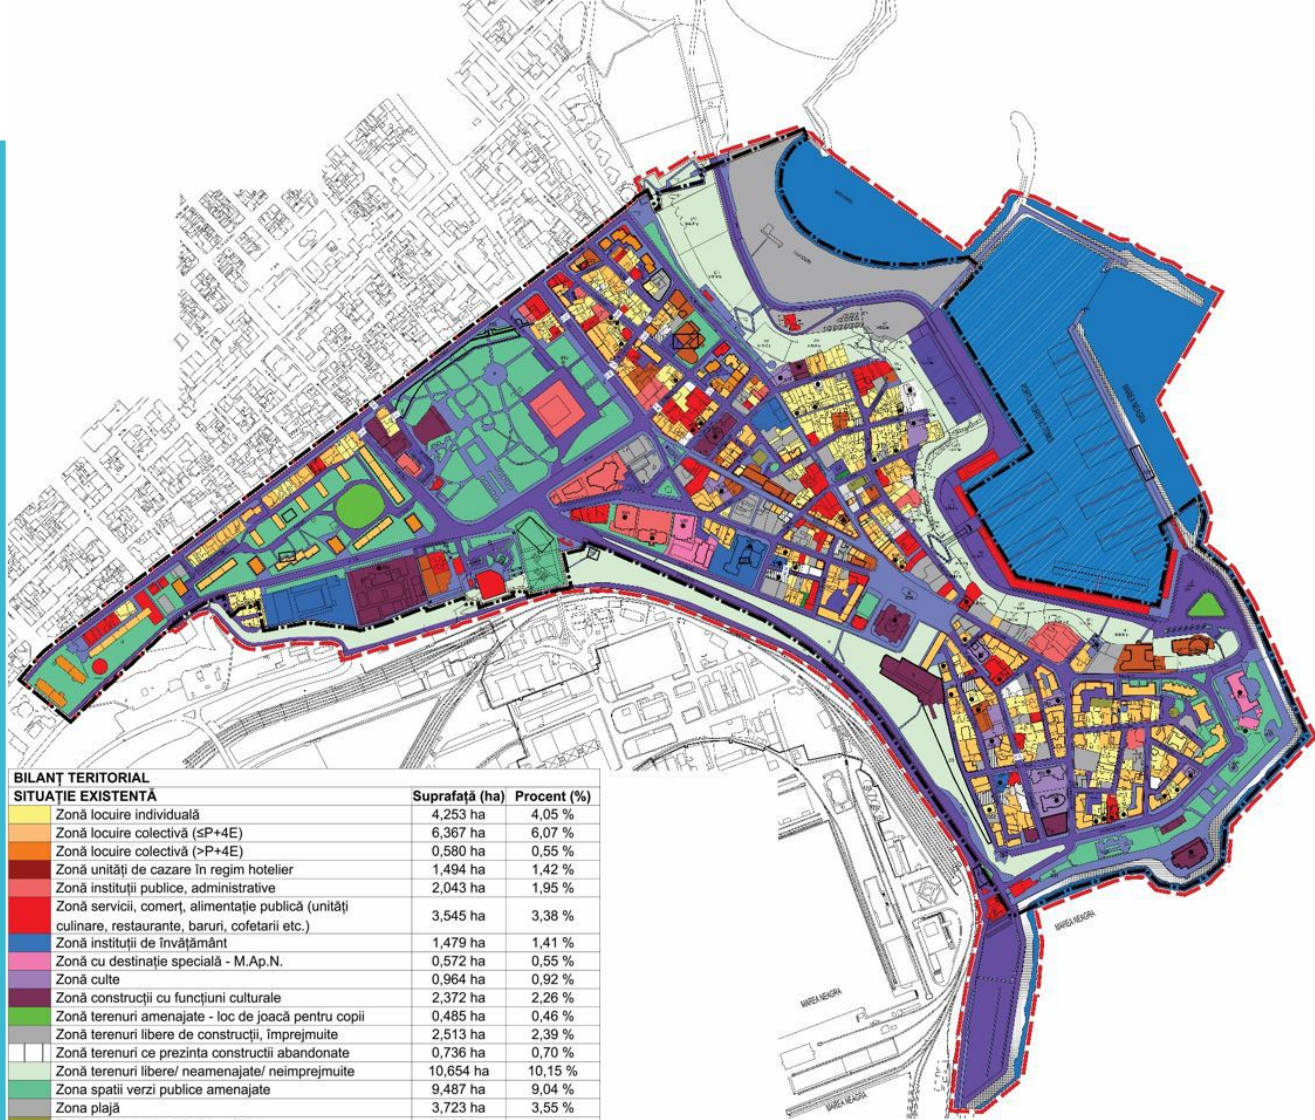 MAREA NEAGRA
MAREA NEAGRA
MAREA NEAGRA
BILANȚ TERITORIAL
SITUAȚIE EXISTENTĂ Suprafață (ha) Procent (%)
Zonă locuire individuală 4,253 ha 4,05 %
Zonă locuire colectivă (≤P+4E) 6,367 ha 6,07 %
Zonă locuire colectivă (>P+4E) 0,580 ha 0,55 %
Zonă unități de cazare în regim hotelier 1,494 ha 1,42 %
Zonă instituții publice, administrative 2,043 ha 1,95 %
Zonă servicii, comerț, alimentație publică (unități
culinare, restaurante, baruri, cofetarii etc.) 3,545 ha 3,38 %
Zonă instituții de învățământ 1,479 ha 1,41 %
Zonă cu destinație specială - M.Ap.N. 0,572 ha 0,55 %
Zonă culte 0,964 ha 0,92 %
Zonă construcții cu funcțiuni culturale 2,372 ha 2,26 %
Zonă terenuri amenajate - loc de joacă pentru copii 0,485 ha 0,46 %
Zonă terenuri libere de construcții, împrejmuite 2,513 ha 2,39 %
Zonă terenuri ce prezinta constructii abandonate 0,736 ha 0,70 %
Zonă terenuri libere/ neamenajate/ neimprejmuite 10,654 ha 10,15 %
Zona spatii verzi publice amenajate 9,487 ha 9,04 %
Zona plajă 3,723 ha 3,55 %